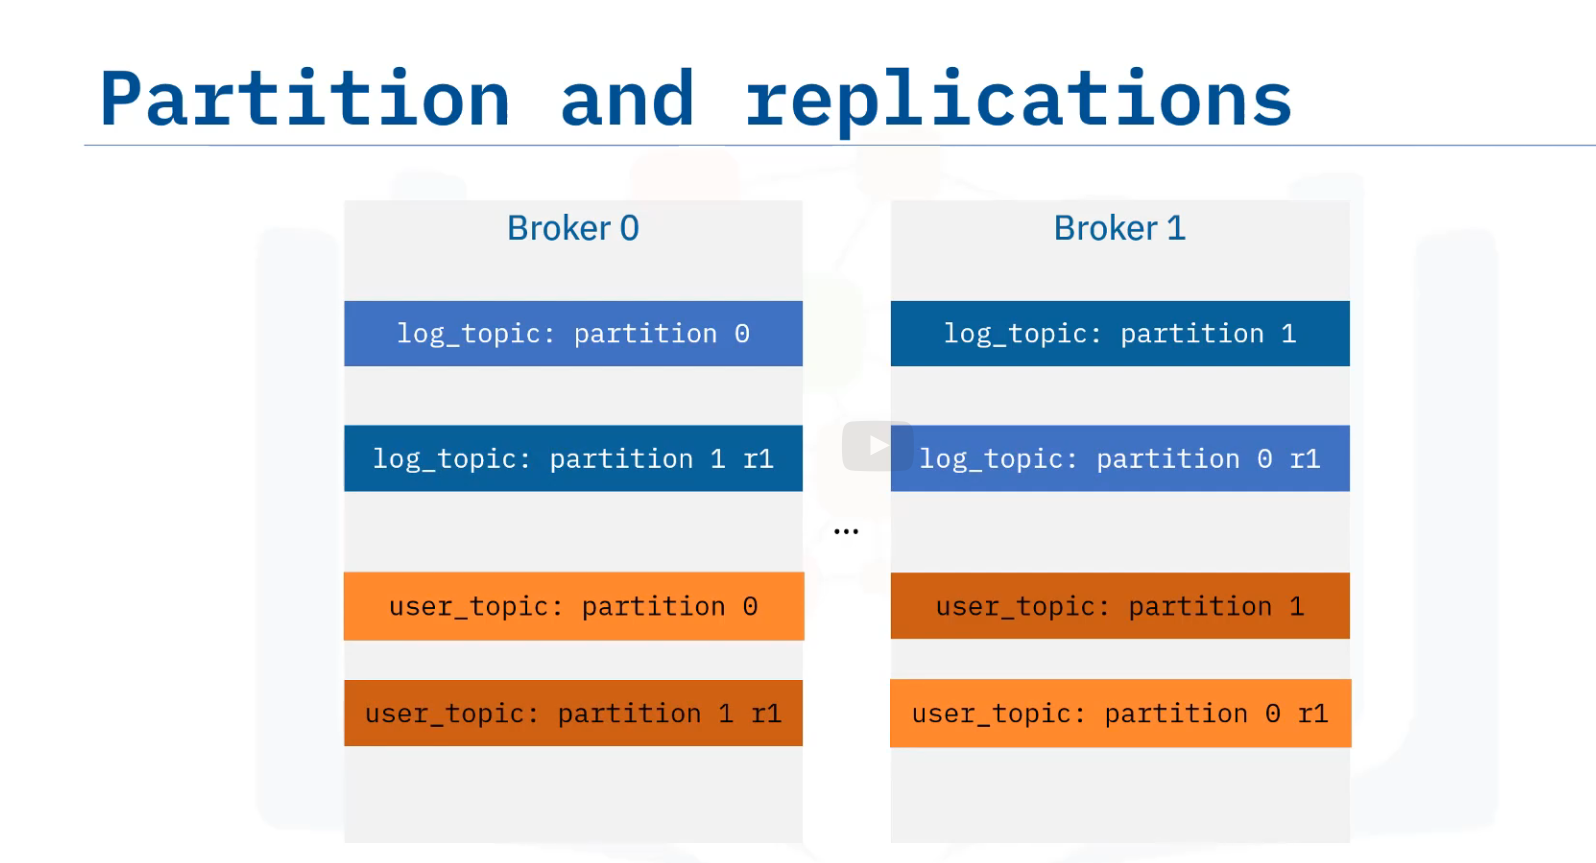 Partition and replications
Broker 0
log_topic: partition 0
log_topic: partition 1 r1
user_topic: partition 0
user_topic: partition 1 r1
...
Broker 1
log_topic: partition 1
log_topic: partition 0 r1
user_topic: partition 1
user_topic: partition 0 r1